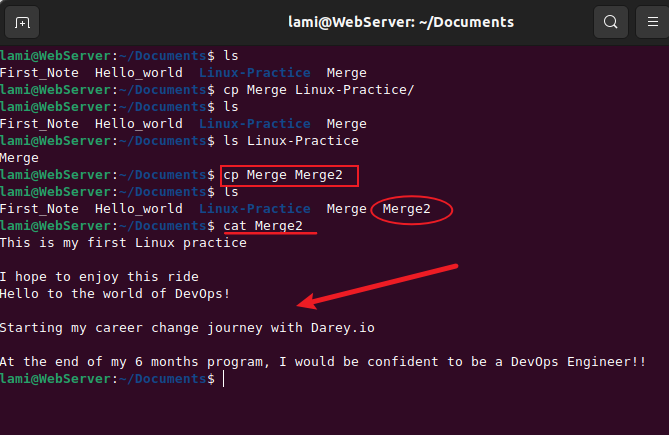 lami@WebServer: ~/Documents
lami@WebServer:~/Documents$ ls
First_Note  Hello_world  Linux-Practice  Merge
lami@WebServer:~/Documents$ cp Merge Linux-Practice/
lami@WebServer:~/Documents$ ls
First_Note  Hello_world  Linux-Practice  Merge
lami@WebServer:~/Documents$ ls Linux-Practice
Merge
lami@WebServer:~/Documents$ cp Merge Merge2
lami@WebServer:~/Documents$ ls
First_Note  Hello_world  Linux-Practice  Merge  Merge2
lami@WebServer:~/Documents$ cat Merge2
This is my first Linux practice
I hope to enjoy this ride
Hello to the world of DevOps!
Starting my career change journey with Darey.io
At the end of my 6 months program, I would be confident to be a DevOps Engineer!!
lami@WebServer:~/Documents$